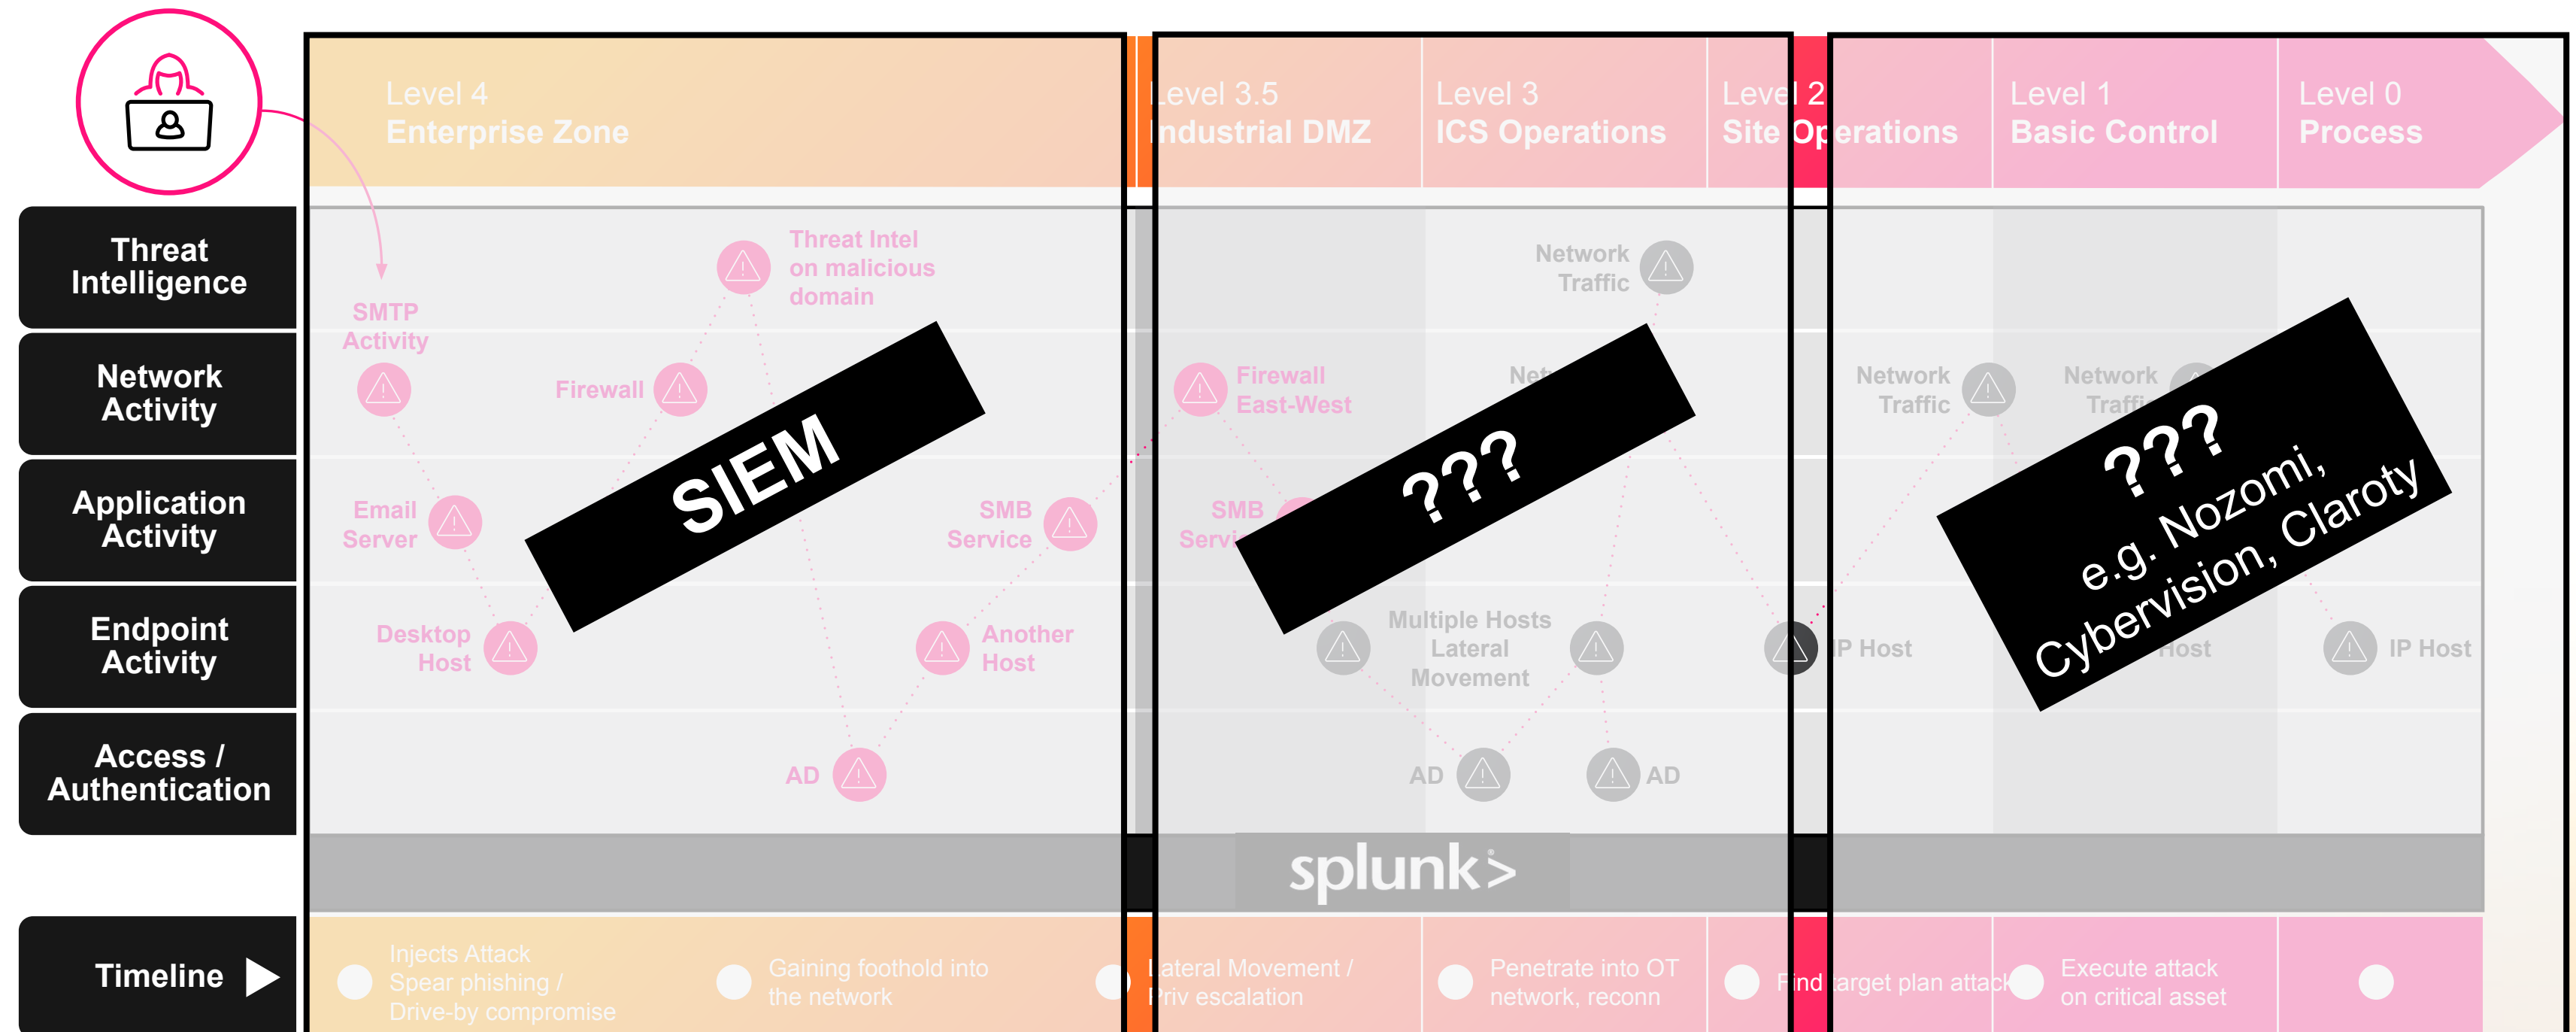 Level 4
Enterprise Zone
Level 3.5
Industrial DMZ
Level 3
ICS Operations
Level 2
Site Operations
Level 1
Basic Control
Level 0
Process
Threat
Intelligence
Network
Activity
Application
Activity
Endpoint
Activity
Access /
Authentication
Timeline
SMTP
Activity
Threat Intel
on malicious
domain
Firewall
Email
Server
SMB
Service
Desktop
Host
Another
Host
AD
SIEM
Network
Traffic
Firewall
East-West
SMB
???
Multiple Hosts
Lateral
Movement
AD
AD
IP Host
Network
Traffic
Network
???
e.g. Nozomi,
Cybervision, Claroty
Host
IP Host
splunk>
Injects Attack
Spear phishing /
Drive-by compromise
Gaining foothold into
the network
Lateral Movement /
Priv escalation
Penetrate into OT
network, reconn
Find target plan attack
Execute attack
on critical asset